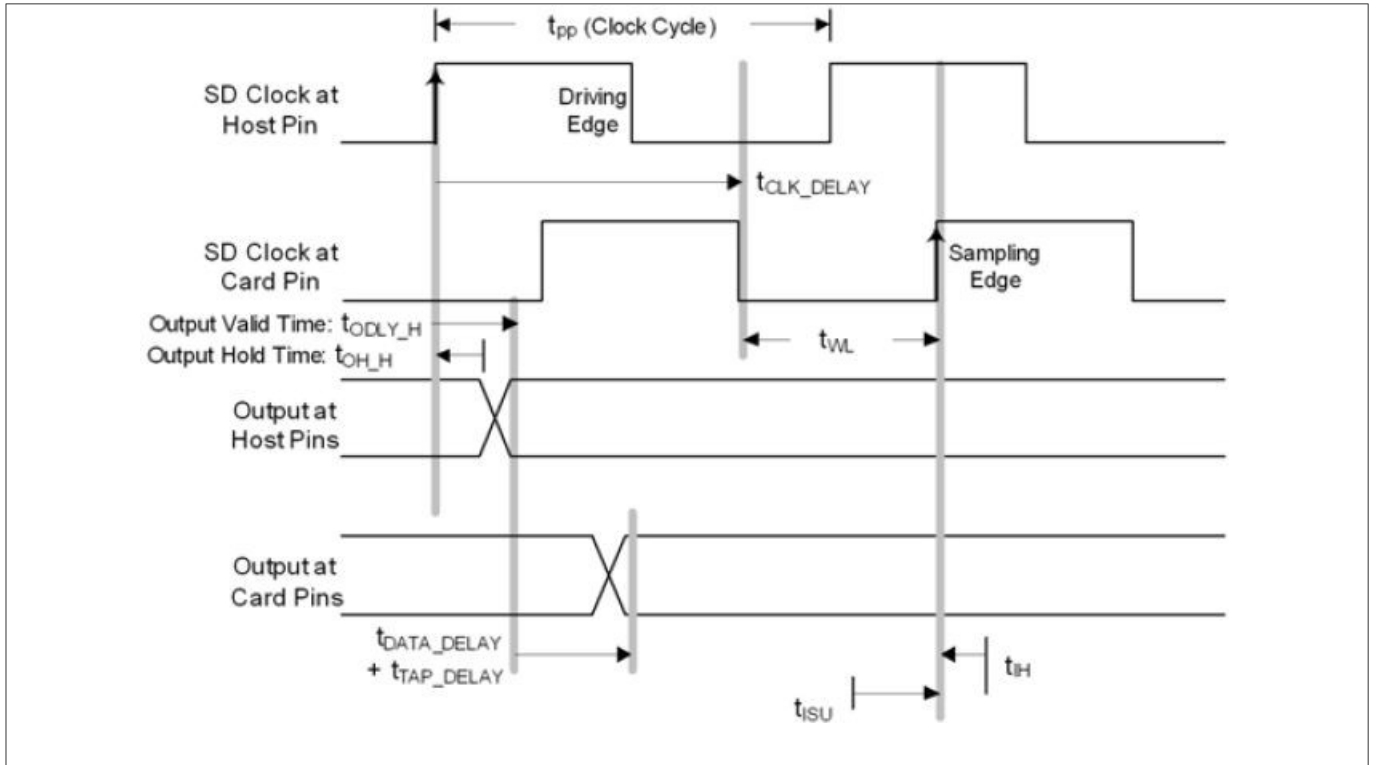 tpp (Clock Cycle)
SD Clock at
Host Pin
Driving
Edge
tCLK_DELAY
SD Clock at
Card Pin
Sampling
Edge
Output Valid Time: tODLY_H
tWL
Output Hold Time: tOH_H
Output at
Host Pins
Output at
Card Pins
tDATA_DELAY
+ tTAP_DELAY
tIH
tISU